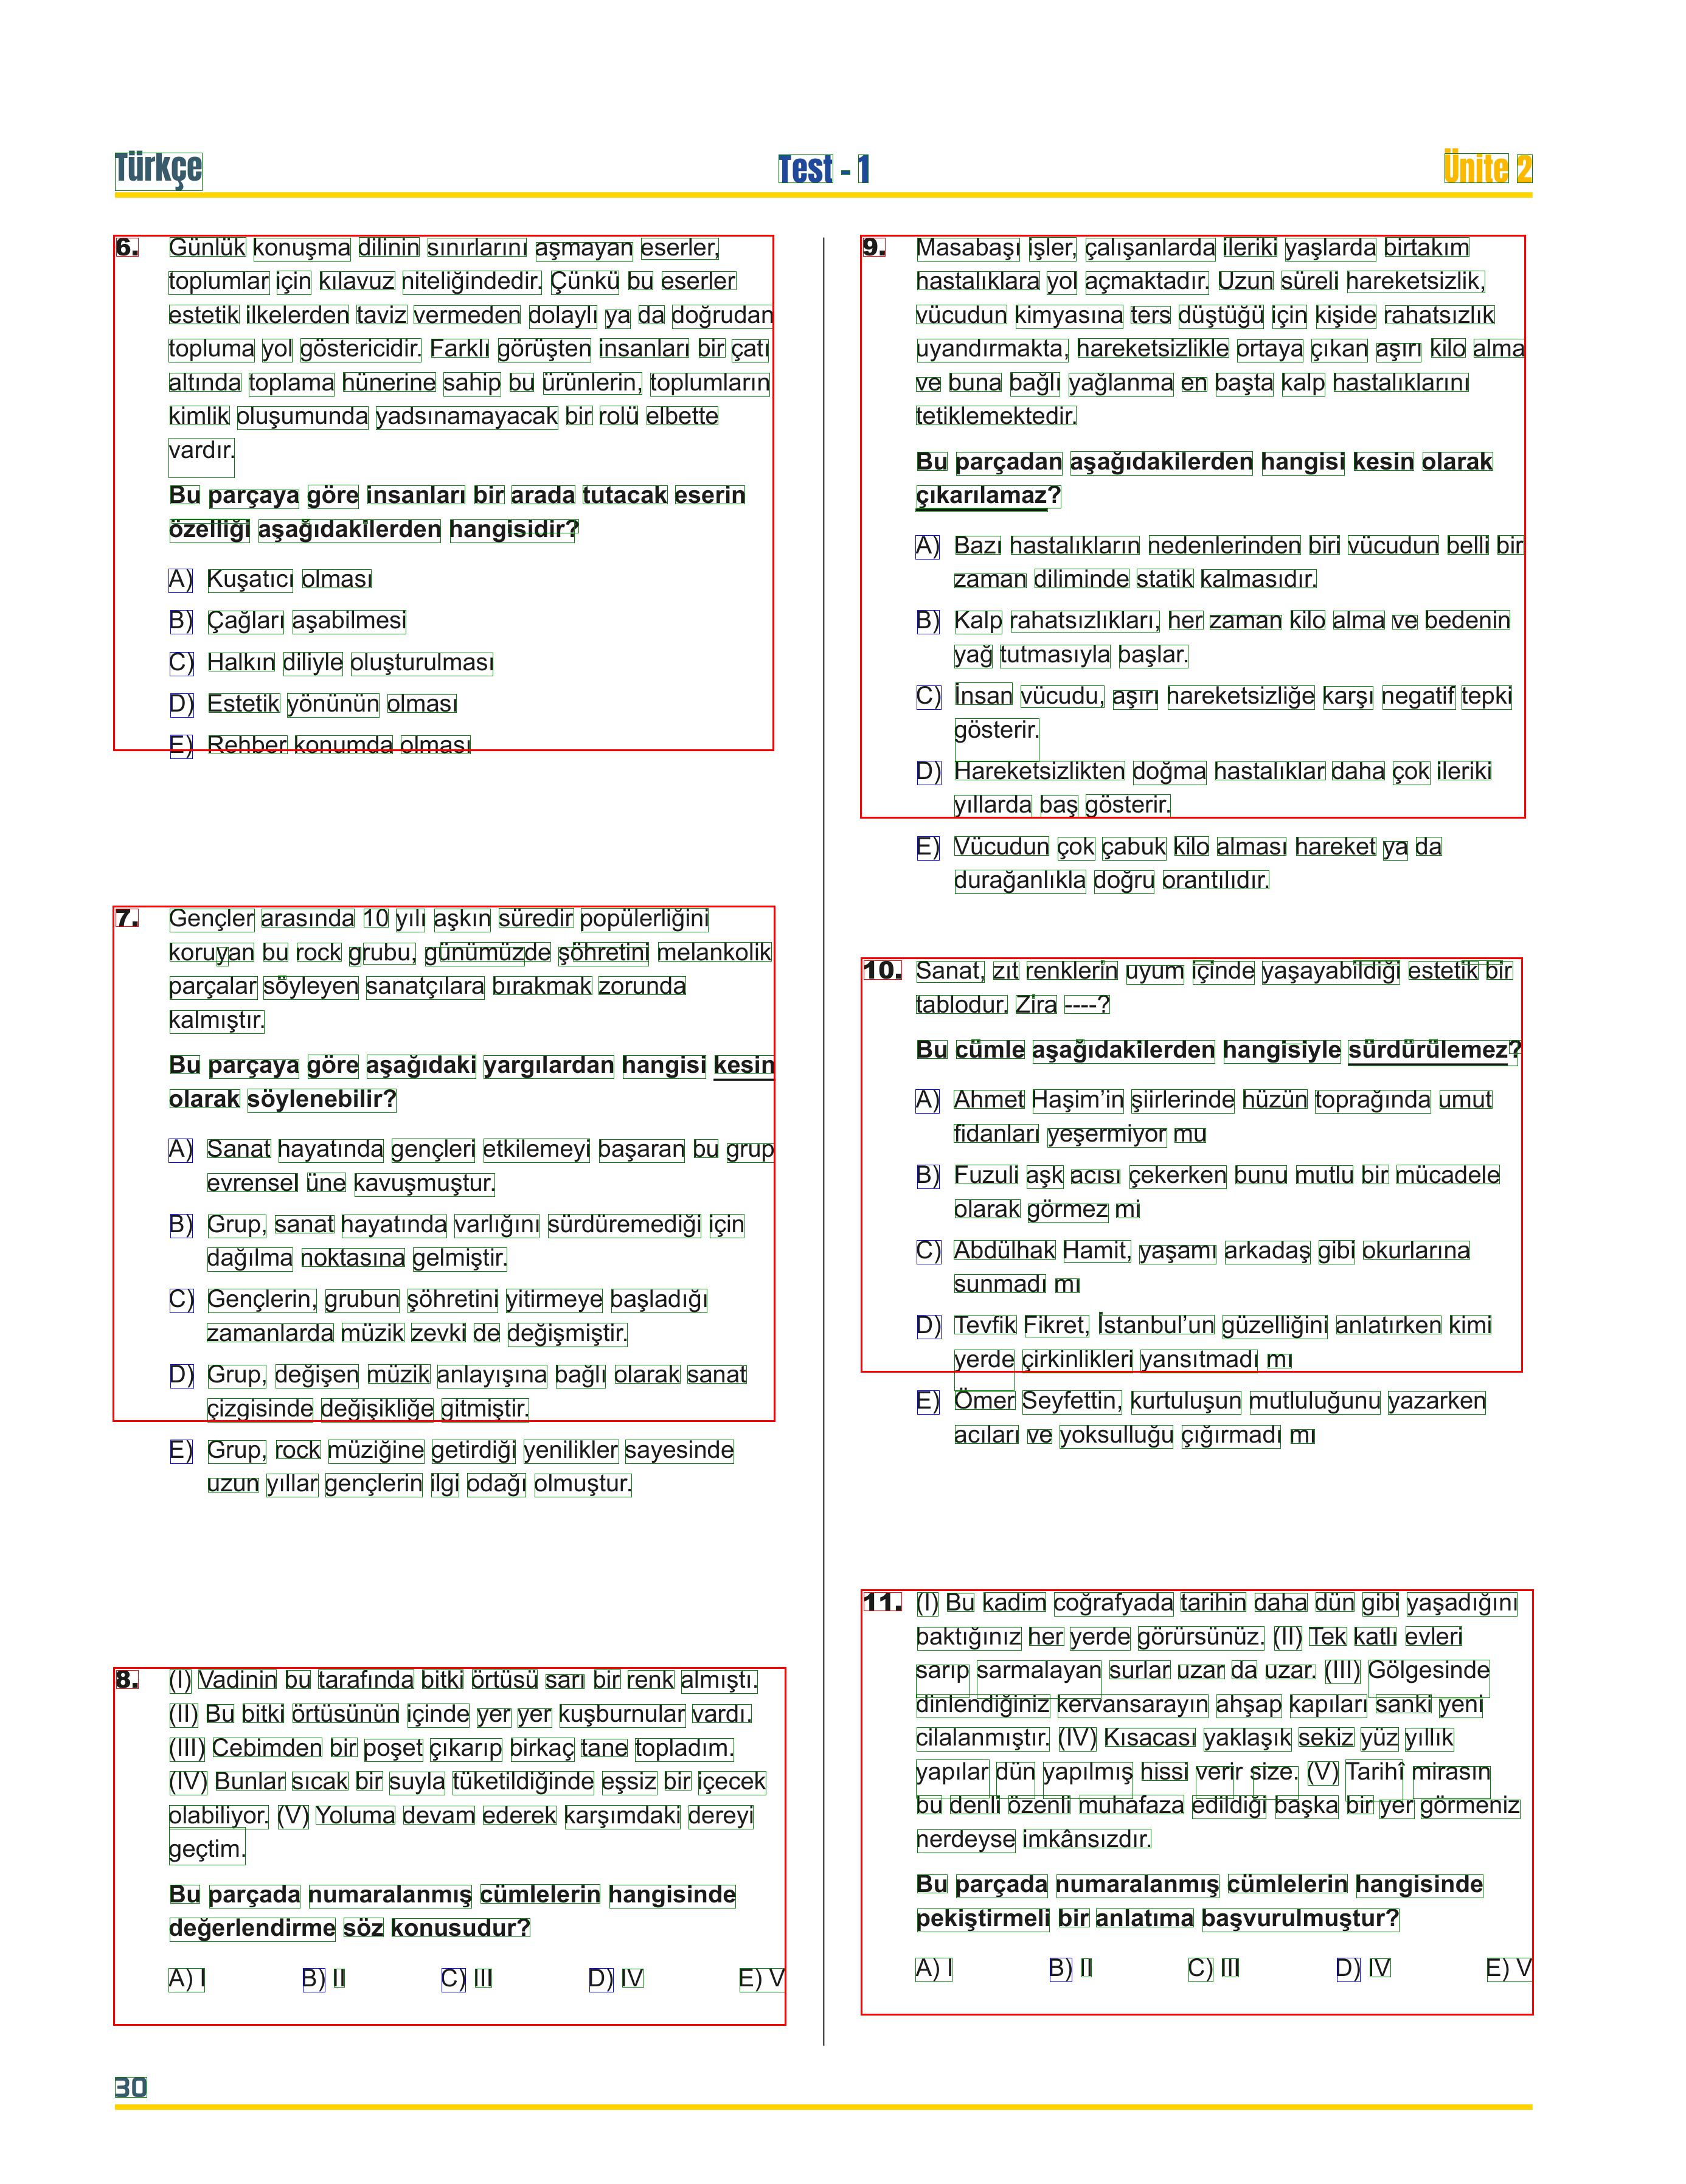 Türkçe
Test - 1
Ünite 2
6. Günlük konuşma dilinin sınırlarını aşmayan eserler,
toplumlar için kılavuz niteliğindedir. Çünkü bu eserler
estetik ilkelerden taviz vermeden dolaylı ya da doğrudan
topluma yol göstericidir. Farklı görüşten insanları bir çatı
altında toplama hünerine sahip bu ürünlerin, toplumların
kimlik oluşumunda yadsınamayacak bir rolü elbette
vardır.
Bu parçaya göre insanları bir arada tutacak eserin
özelliği aşağıdakilerden hangisidir?
A) Kuşatıcı olması
B) Çağları aşabilmesi
C) Halkın diliyle oluşturulması
D) Estetik yönünün olması
E) Rehber konumda olması
7. Gençler arasında 10 yılı aşkın süredir popülerliğini
koruyan bu rock grubu, günümüzde şöhretini melankolik
parçalar söyleyen sanatçılara bırakmak zorunda
kalmıştır.
Bu parçaya göre aşağıdaki yargılardan hangisi kesin
olarak söylenebilir?
A) Sanat hayatında gençleri etkilemeyi başaran bu grup
evrensel üne kavuşmuştur.
B) Grup, sanat hayatında varlığını sürdüremediği için
dağılma noktasına gelmiştir.
C) Gençlerin, grubun şöhretini yitirmeye başladığı
zamanlarda müzik zevki de değişmiştir.
D) Grup, değişen müzik anlayışına bağlı olarak sanat
çizgisinde değişikliğe gitmiştir.
E) Grup, rock müziğine getirdiği yenilikler sayesinde
uzun yıllar gençlerin ilgi odağı olmuştur.
8. (I) Vadinin bu tarafında bitki örtüsü sarı bir renk almıştı.
(II) Bu bitki örtüsünün içinde yer yer kuşburnular vardı.
(III) Cebimden bir poşet çıkarıp birkaç tane topladım.
(IV) Bunlar sıcak bir suyla tüketildiğinde eşsiz bir içecek
olabiliyor. (V) Yoluma devam ederek karşımdaki dereyi
geçtim.
Bu parçada numaralanmış cümlelerin hangisinde
değerlendirme söz konusudur?
A) I B) II C) III D) IV E) V
9. Masabaşı işler, çalışanlarda ileriki yaşlarda birtakım
hastalıklara yol açmaktadır. Uzun süreli hareketsizlik,
vücudun kimyasına ters düştüğü için kişide rahatsızlık
uyandırmakta, hareketsizlikle ortaya çıkan aşırı kilo alma
ve buna bağlı yağlanma en başta kalp hastalıklarını
tetiklemektedir.
Bu parçadan aşağıdakilerden hangisi kesin olarak
çıkarılamaz?
A) Bazı hastalıkların nedenlerinden biri vücudun belli bir
zaman diliminde statik kalmasıdır.
B) Kalp rahatsızlıkları, her zaman kilo alma ve bedenin
yağ tutmasıyla başlar.
C) İnsan vücudu, aşırı hareketsizliğe karşı negatif tepki
gösterir.
D) Hareketsizlikten doğma hastalıklar daha çok ileriki
yıllarda baş gösterir.
E) Vücudun çok çabuk kilo alması hareket ya da
durağanlıkla doğru orantılıdır.
10. Sanat, zıt renklerin uyum içinde yaşayabildiği estetik bir
tablodur. Zira ----?
Bu cümle aşağıdakilerden hangisiyle sürdürülemez?
A) Ahmet Haşim’in şiirlerinde hüzün toprağında umut
fidanları yeşermiyor mu
B) Fuzuli aşk acısı çekerken bunu mutlu bir mücadele
olarak görmez mi
C) Abdülhak Hamit, yaşamı arkadaş gibi okurlarına
sunmadı mı
D) Tevfik Fikret, İstanbul’un güzelliğini anlatırken kimi
yerde çirkinlikleri yansıtmadı mı
E) Ömer Seyfettin, kurtuluşun mutluluğunu yazarken
acıları ve yoksulluğu çığırmadı mı
11. (I) Bu kadim coğrafyada tarihin daha dün gibi yaşadığını
baktığınız her yerde görürsünüz. (II) Tek katlı evleri
sarıp sarmalayan surlar uzar da uzar. (III) Gölgesinde
dinlendiğiniz kervansarayın ahşap kapıları sanki yeni
cilalanmıştır. (IV) Kısacası yaklaşık sekiz yüz yıllık
yapılar dün yapılmış hissi verir size. (V) Tarihî mirasın
bu denli özenli muhafaza edildiği başka bir yer görmeniz
nerdeyse imkânsızdır.
Bu parçada numaralanmış cümlelerin hangisinde
pekiştirmeli bir anlatıma başvurulmuştur?
A) I B) II C) III D) IV E) V
30